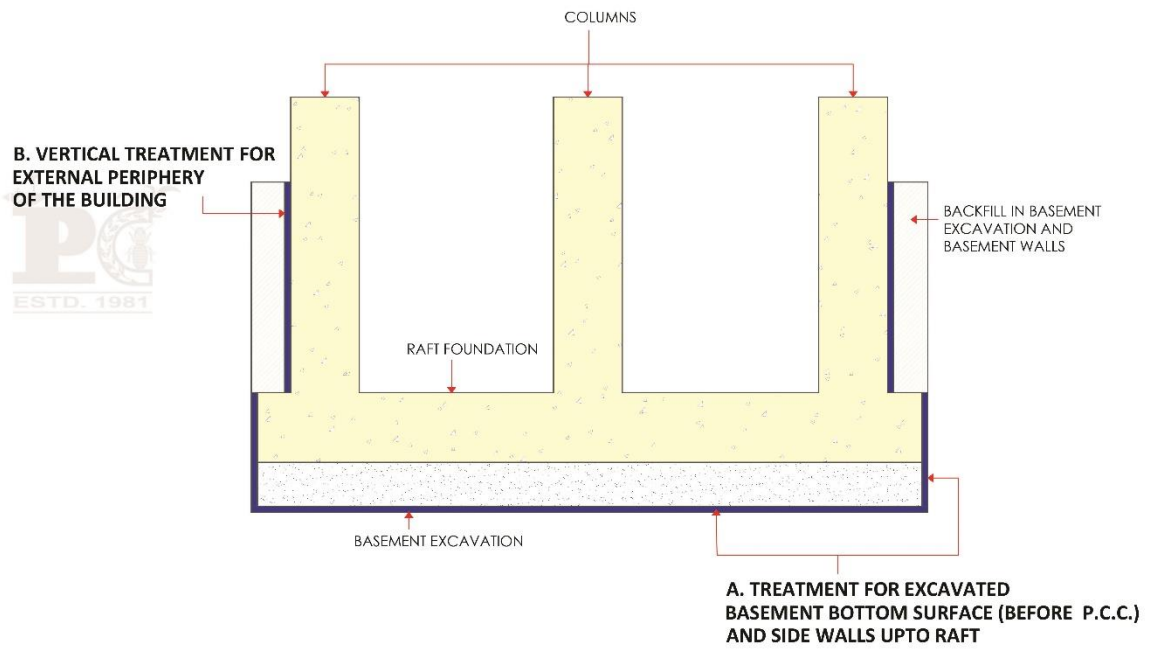 COLUMNS
B. VERTICAL TREATMENT FOR
EXTERNAL PERIPHERY
OF THE BUILDING
BACKFILL IN BASEMENT
EXCAVATION AND
BASEMENT WALLS
PC
ESTD. 1981
RAFT FOUNDATION
BASEMENT EXCAVATION
A. TREATMENT FOR EXCAVATED
BASEMENT BOTTOM SURFACE (BEFORE P.C.C.)
AND SIDE WALLS UPTO RAFT